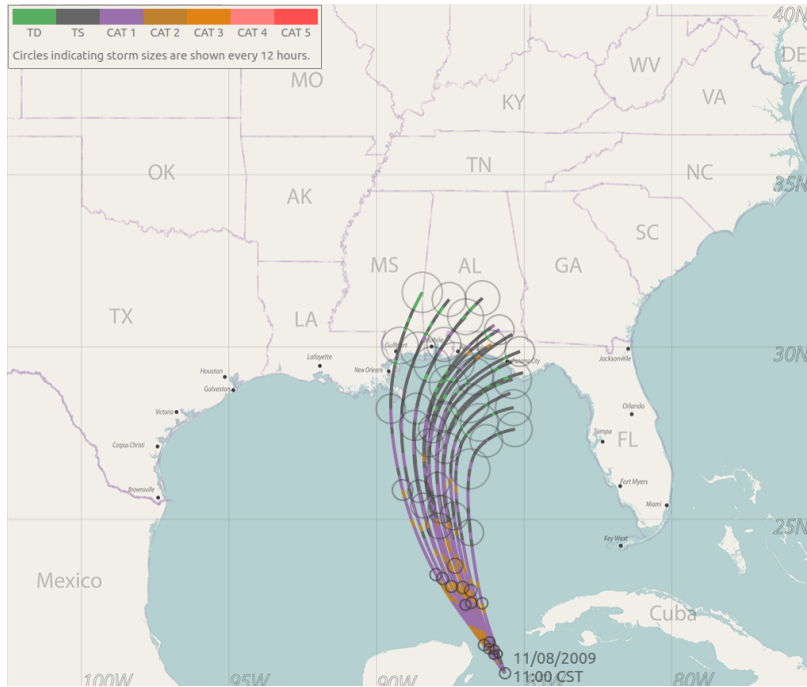 TD TS CAT 1 CAT 2 CAT 3 CAT 4 CAT 5
Circles indicating storm sizes are shown every 12 hours.
40N
DE
MO
WV
VA
KY
OK
TN
NC
35N
AK
SC
MS
AL
GA
TX
LA
Gulfport
30N
Lafayette
New Orleans
Jacksonville
Houston
Galveston
Victoria
Orlando
Tampa
FL
Corpus Christi
Brownsville
Fort Myers
Miami
25N
Key West
Mexico
Cuba
11/08/2009
11:00 CST
100W
95W
90W
80W